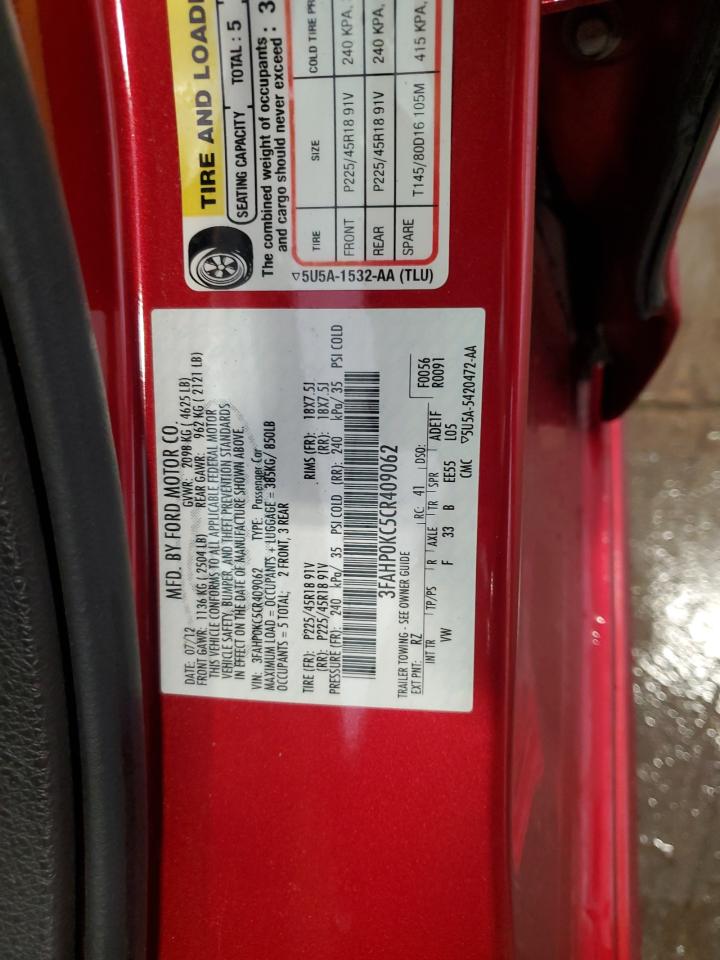 TIRE AND LOADI
SEATING CAPACITY TOTAL : 5
The combined weight of occupants
and cargo should never exceed : 3
TIRE SIZE COLD TIRE PR
FRONT P225/45R18 91V 240 KPA,
REAR P225/45R18 91V 240 KPA,
SPARE T145/80D16 105M 415 KPA,
▽5U5A-1532-AA (TLU)
MFD. BY FORD MOTOR CO.
DATE: 07/12 GVWR: 2098 KG ( 4625 LB)
FRONT GAWR: 1136 KG ( 2504 LB) REAR GAWR: 962 KG ( 2121 LB)
THIS VEHICLE CONFORMS TO ALL APPLICABLE FEDERAL MOTOR
VEHICLE SAFETY, BUMPER, AND THEFT PREVENTION STANDARDS
IN EFFECT ON THE DATE OF MANUFACTURE SHOWN ABOVE.
VIN: 3FAHP0KC5CR409062 TYPE: Passenger Car
MAXIMUM LOAD = OCCUPANTS + LUGGAGE = 385KG/ 850LB
OCCUPANTS = 5 TOTAL: 2 FRONT, 3 REAR
TIRE (FR): P225/45R18 91V RIMS (FR): 18X7.5J
(RR): P225/45R18 91V (RR): 18X7.5J
PRESSURE (FR): 240 kPa/ 35 PSI COLD (RR): 240 kPa/ 35 PSI COLD
3FAHP0KC5CR409062
TRAILER TOWING - SEE OWNER GUIDE
F0056
R0091
EXT PNT: RZ RC: 41 DSO:
INT TR TP/PS R AXLE TR SPR ADE1F
VW F 33 B EE55 L05
CMC ▽5U5A-5420472-AA